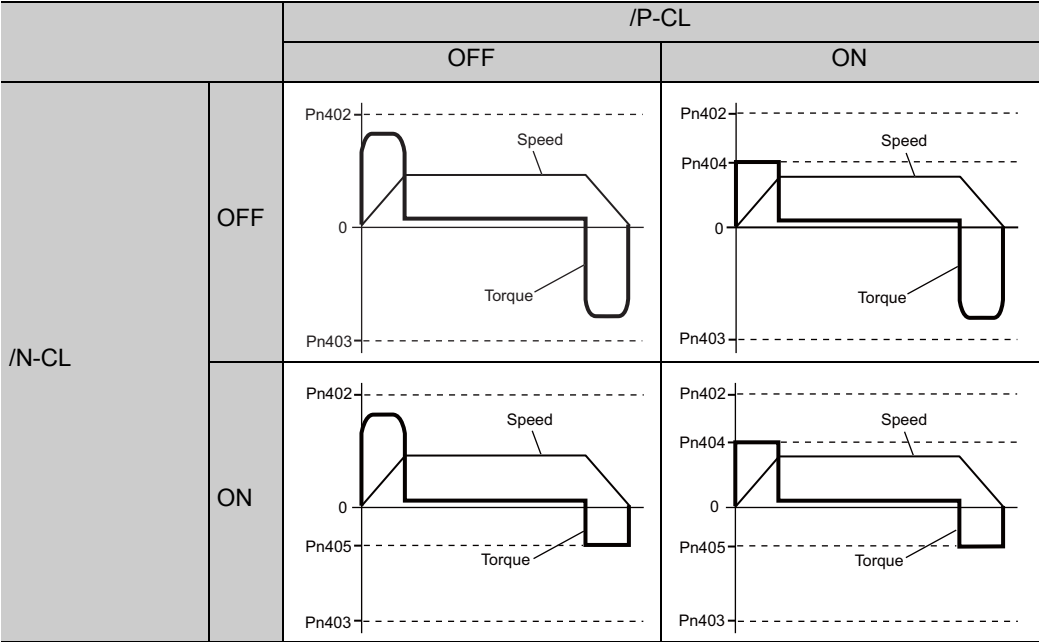 /P-CL
OFF
ON
/N-CL
OFF
Pn402
Speed
0
Torque
Pn403
Pn402
Speed
Pn404
0
Torque
Pn403
ON
Pn402
Speed
0
Pn405
Torque
Pn403
Pn402
Speed
Pn404
0
Pn405
Torque
Pn403